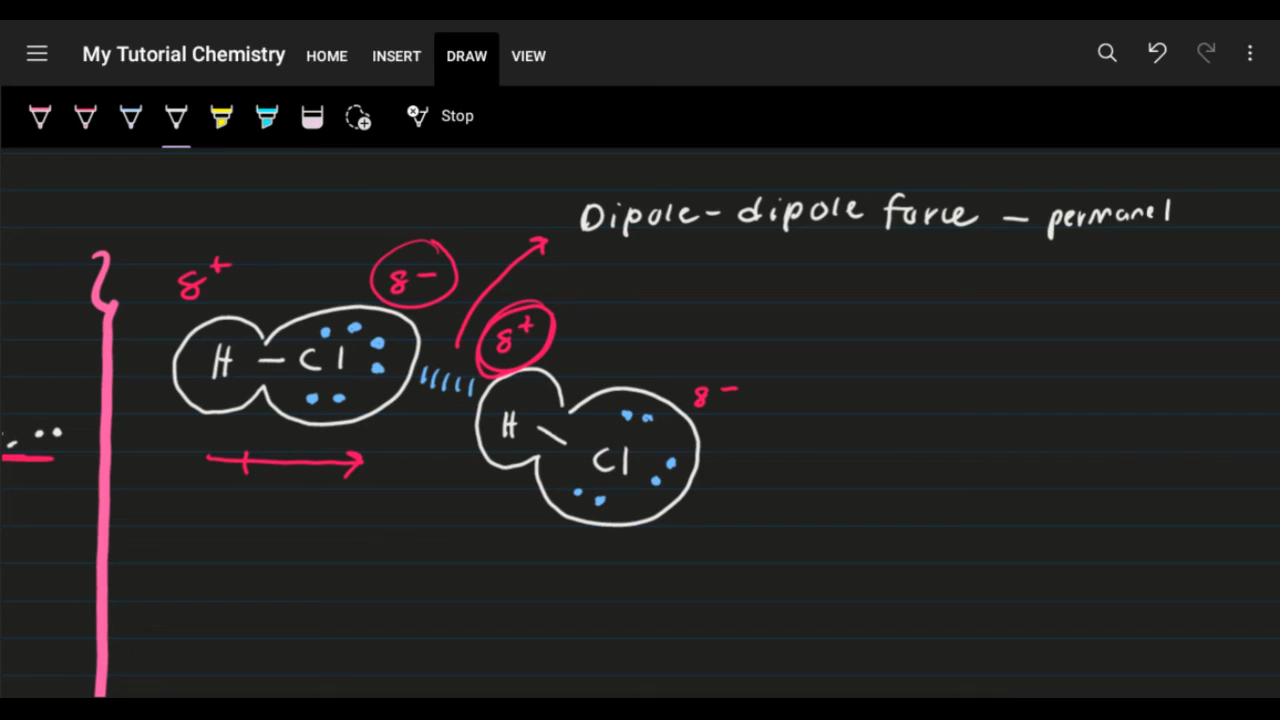 My Tutorial Chemistry HOME INSERT DRAW VIEW
Stop
Dipole-dipole force - permanel
δ+ δ-
δ+
H - Cl
δ-
H
Cl